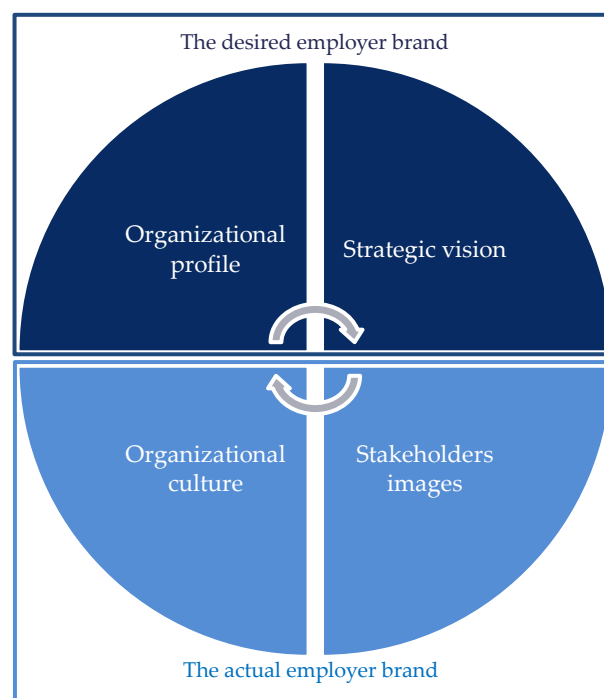 The desired employer brand
Organizational
profile
Strategic vision
Organizational
culture
Stakeholders
images
The actual employer brand